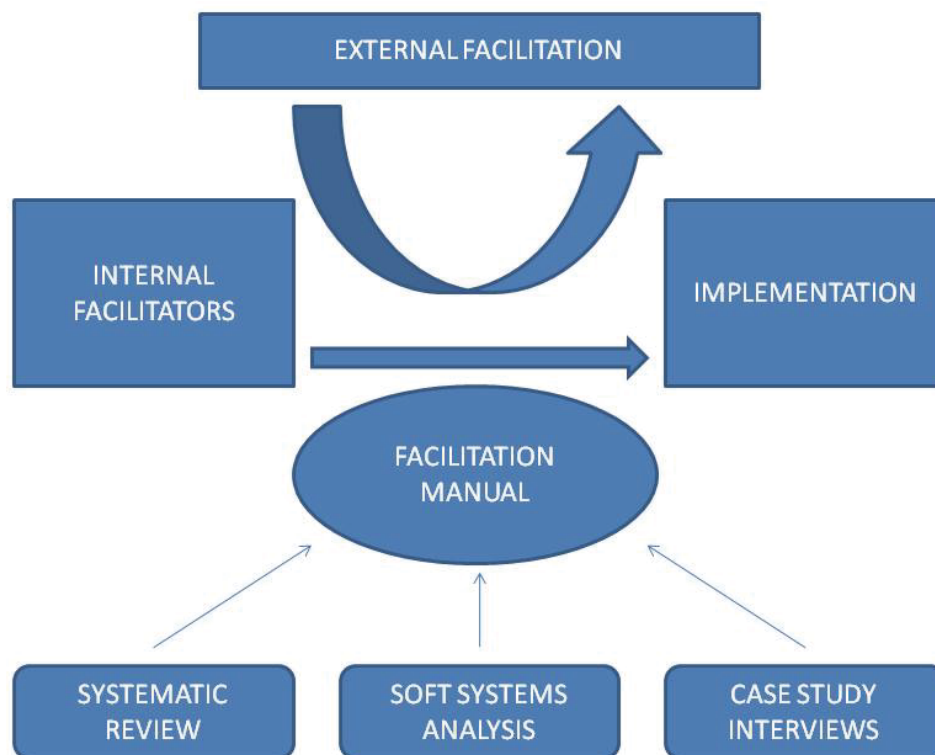 EXTERNAL FACILITATION
INTERNAL
FACILITATORS
IMPLEMENTATION
FACILITATION
MANUAL
SYSTEMATIC
REVIEW
SOFT SYSTEMS
ANALYSIS
CASE STUDY
INTERVIEWS